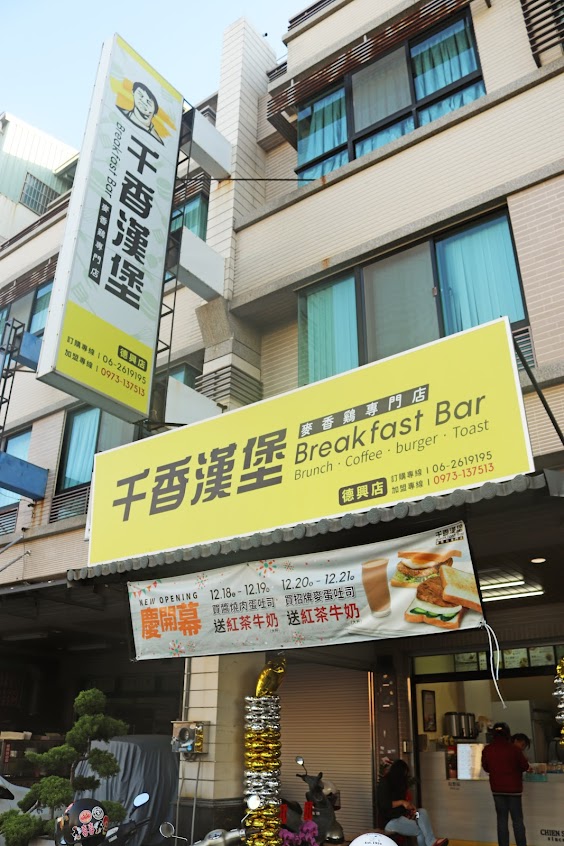 Breakfast Bar
千香漢堡
麥香雞專門店
德興店
訂購專線 | 06-2619195
加盟專線 | 0973-137513
千香漢堡
麥香雞專門店
Breakfast Bar
Brunch · Coffee · burger · Toast
德興店
訂購專線 | 06-2619195
加盟專線 | 0973-137513
千香漢堡
NEW OPENING
慶開幕
12.18 - 12.19
買醬燒肉蛋吐司
送紅茶牛奶
12.20 - 12.21
買招牌麥蛋吐司
送紅茶牛奶
CHIEN